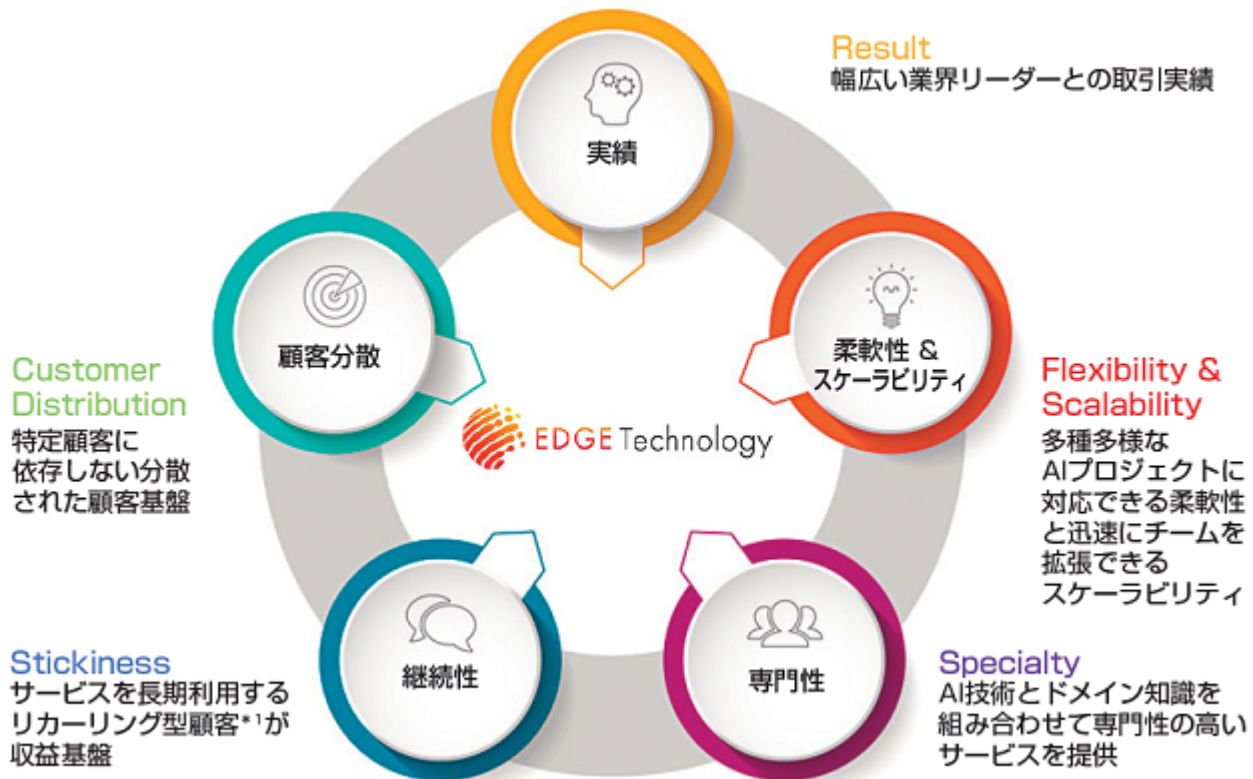 Result
幅広い業界リーダーとの取引実績
実績
顧客分散
柔軟性 &
スケーラビリティ
Customer
Distribution
特定顧客に
依存しない分散
された顧客基盤
EDGE Technology
Flexibility &
Scalability
多種多様な
AIプロジェクトに
対応できる柔軟性
と迅速にチームを
拡張できる
スケーラビリティ
継続性
専門性
Stickiness
サービスを長期利用する
リカーリング型顧客*1が
収益基盤
Specialty
AI技術とドメイン知識を
組み合わせて専門性の高い
サービスを提供